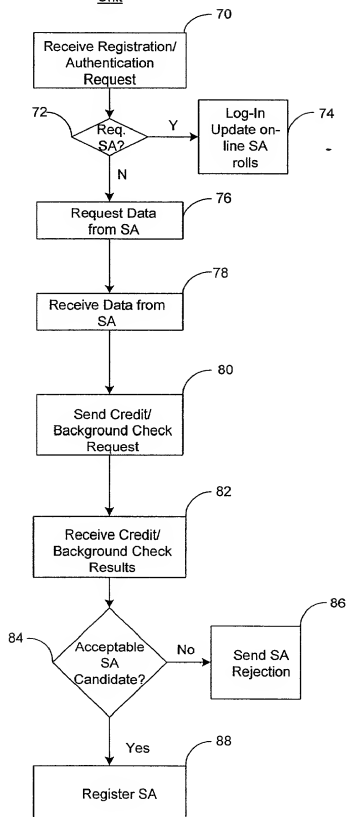 70
Receive Registration/
Authentication
Request
72
Req.
SA?
Y
Log-In
Update on-
line SA
rolls
74
N
76
Request Data
from SA
78
Receive Data from
SA
80
Send Credit/
Background Check
Request
82
Receive Credit/
Background Check
Results
84
Acceptable
SA
Candidate?
No
86
Send SA
Rejection
Yes
88
Register SA